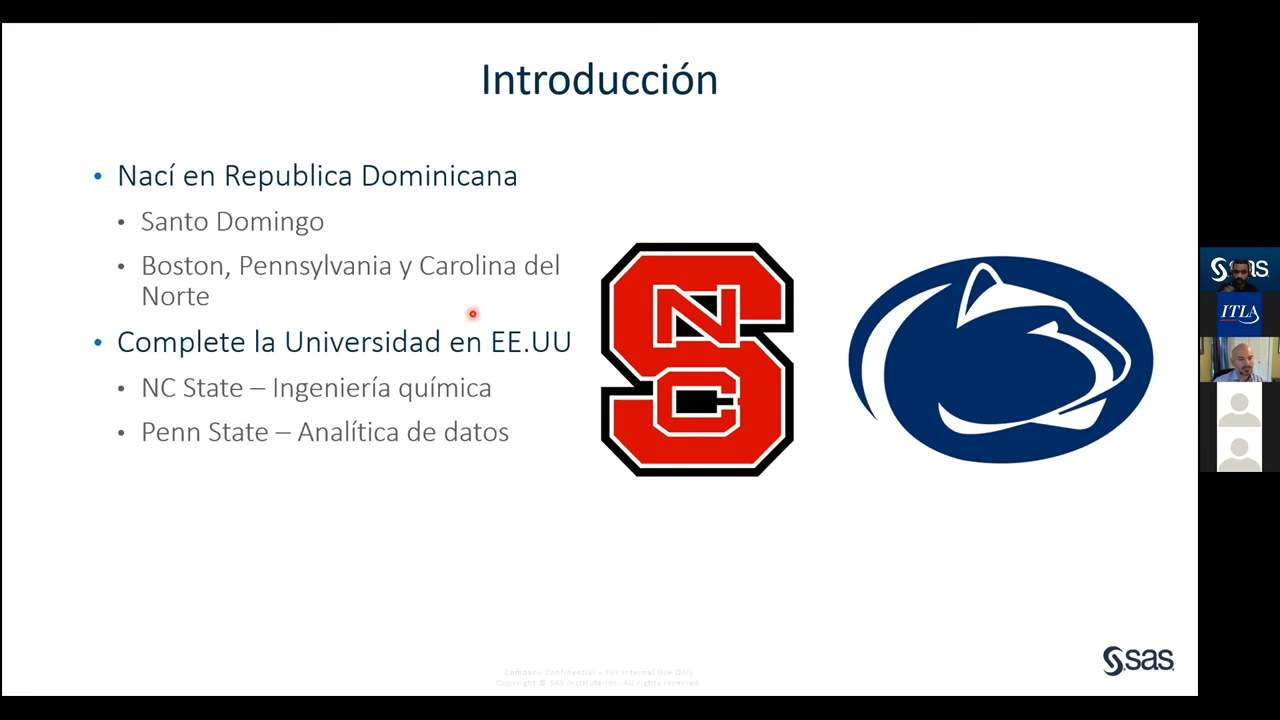 Introducción
Nací en Republica Dominicana
Santo Domingo
Boston, Pennsylvania y Carolina del
Norte
Complete la Universidad en EE.UU
NC State – Ingeniería química
Penn State – Analítica de datos
NCS
sas
ITLA
sas
Company Confidential – For Internal Use Only
Copyright © SAS Institute Inc. All rights reserved.